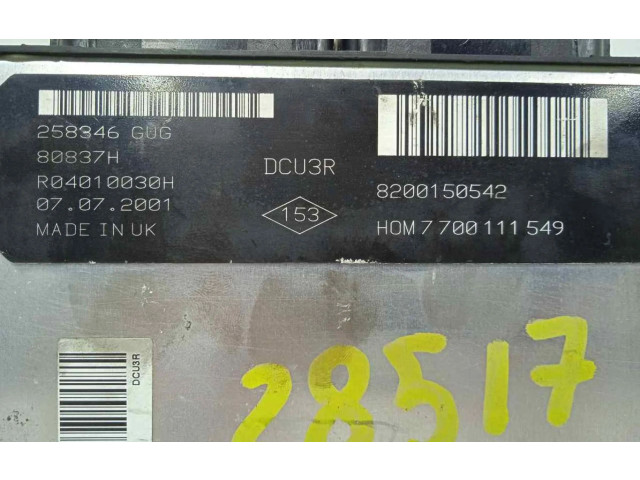 258346 GUG
80837H
R04010030H
07.07.2001
MADE IN UK
DCU3R
153
8200150542
HOM 7 700 111 549
DCU3R
28517